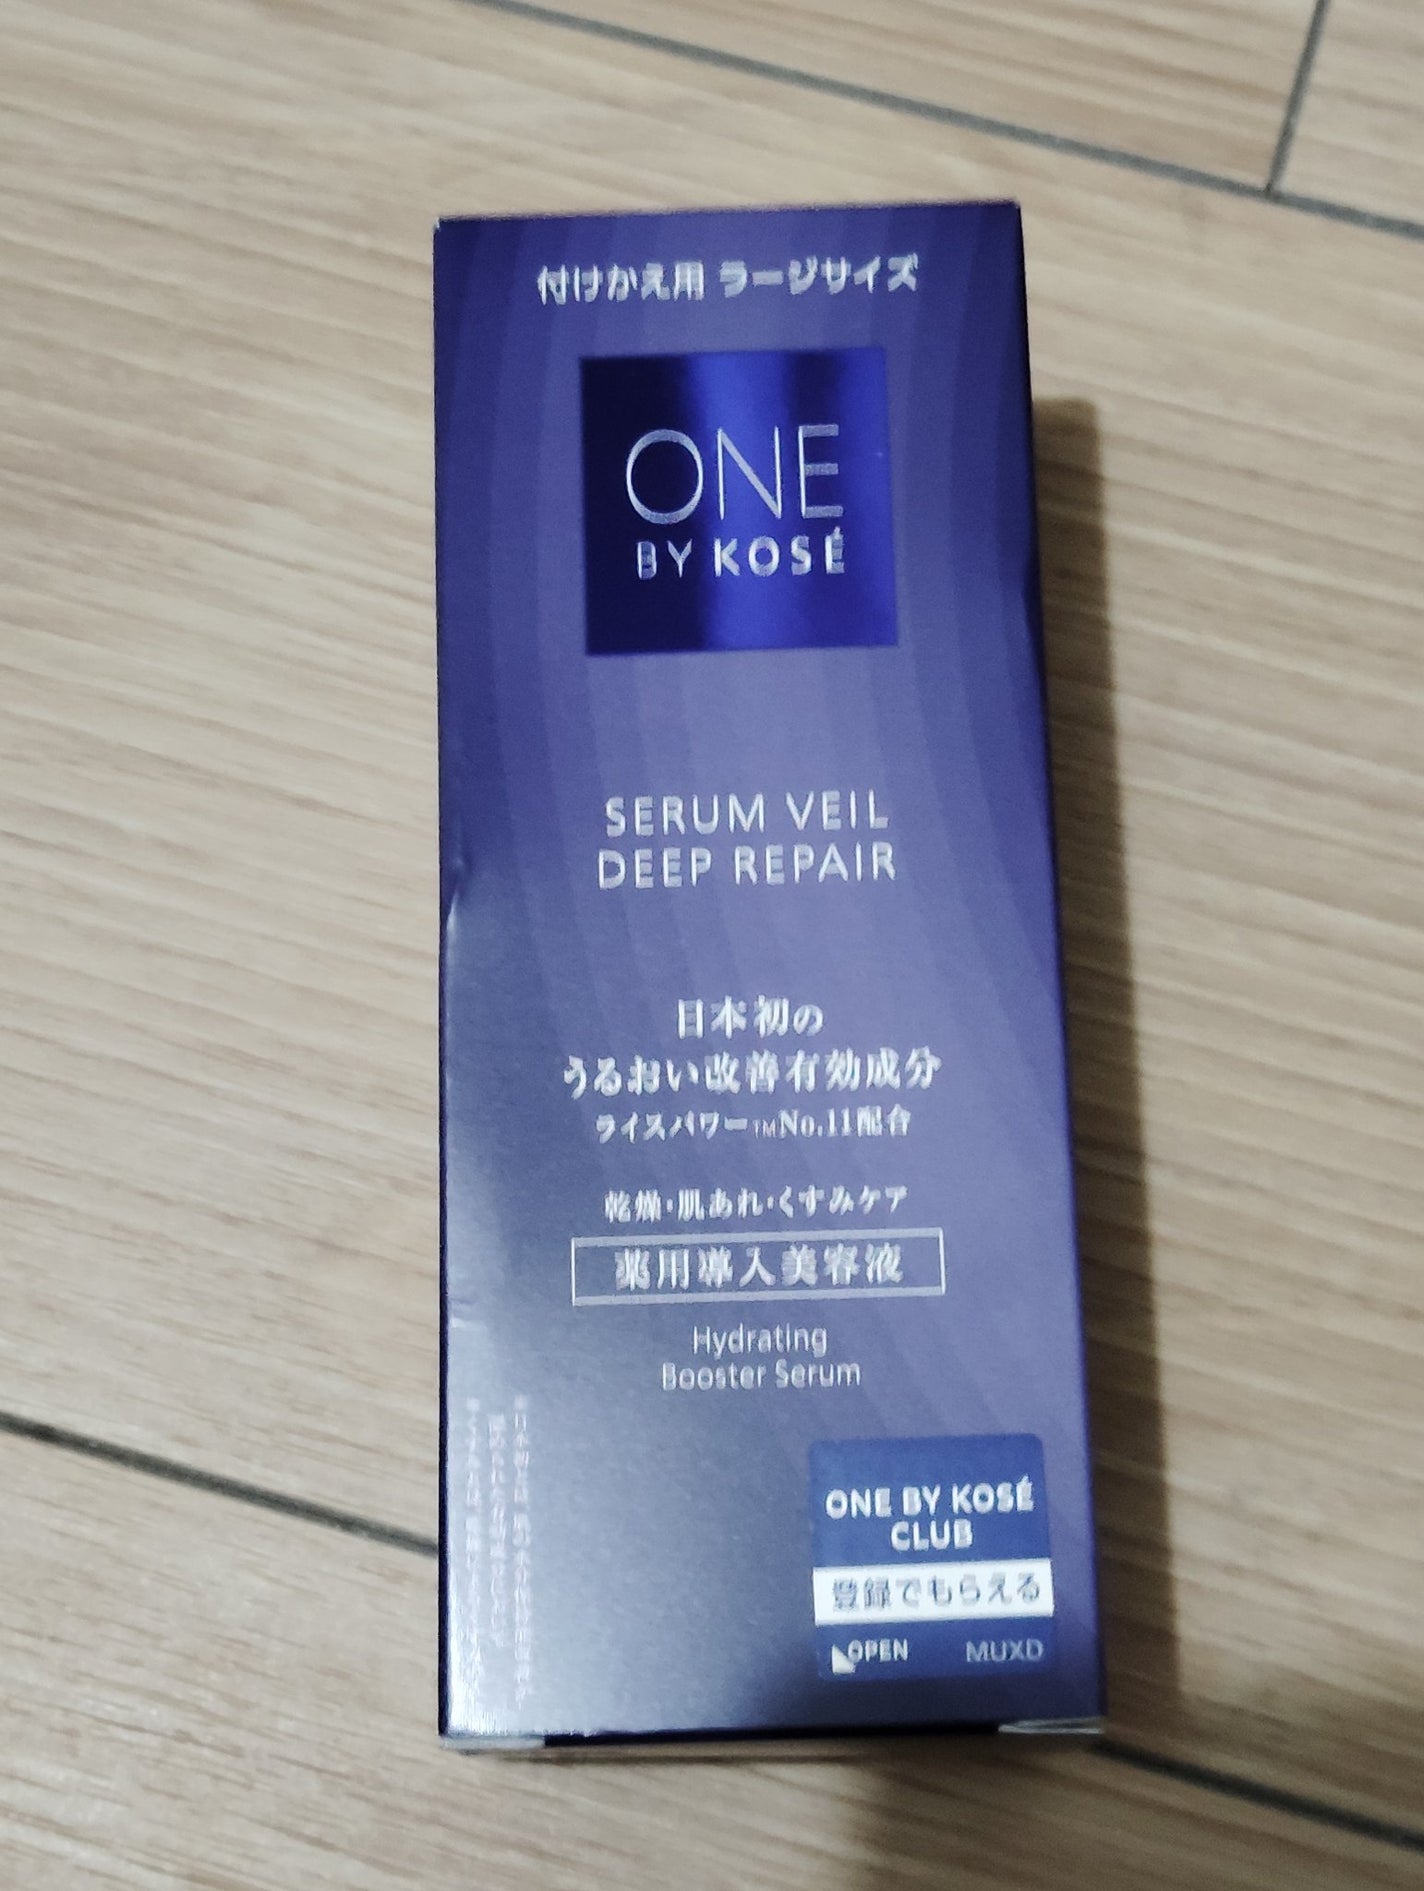 付けかえ用 ラージサイズ
ONE
BY KOSÉ
SERUM VEIL
DEEP REPAIR
日本初の
うるおい改善有効成分
ライスパワー™No.11配合
乾燥・肌あれ・くすみケア
薬用導入美容液
Hydrating
Booster Serum
ONE BY KOSÉ
CLUB
登録でもらえる
OPEN MUXD